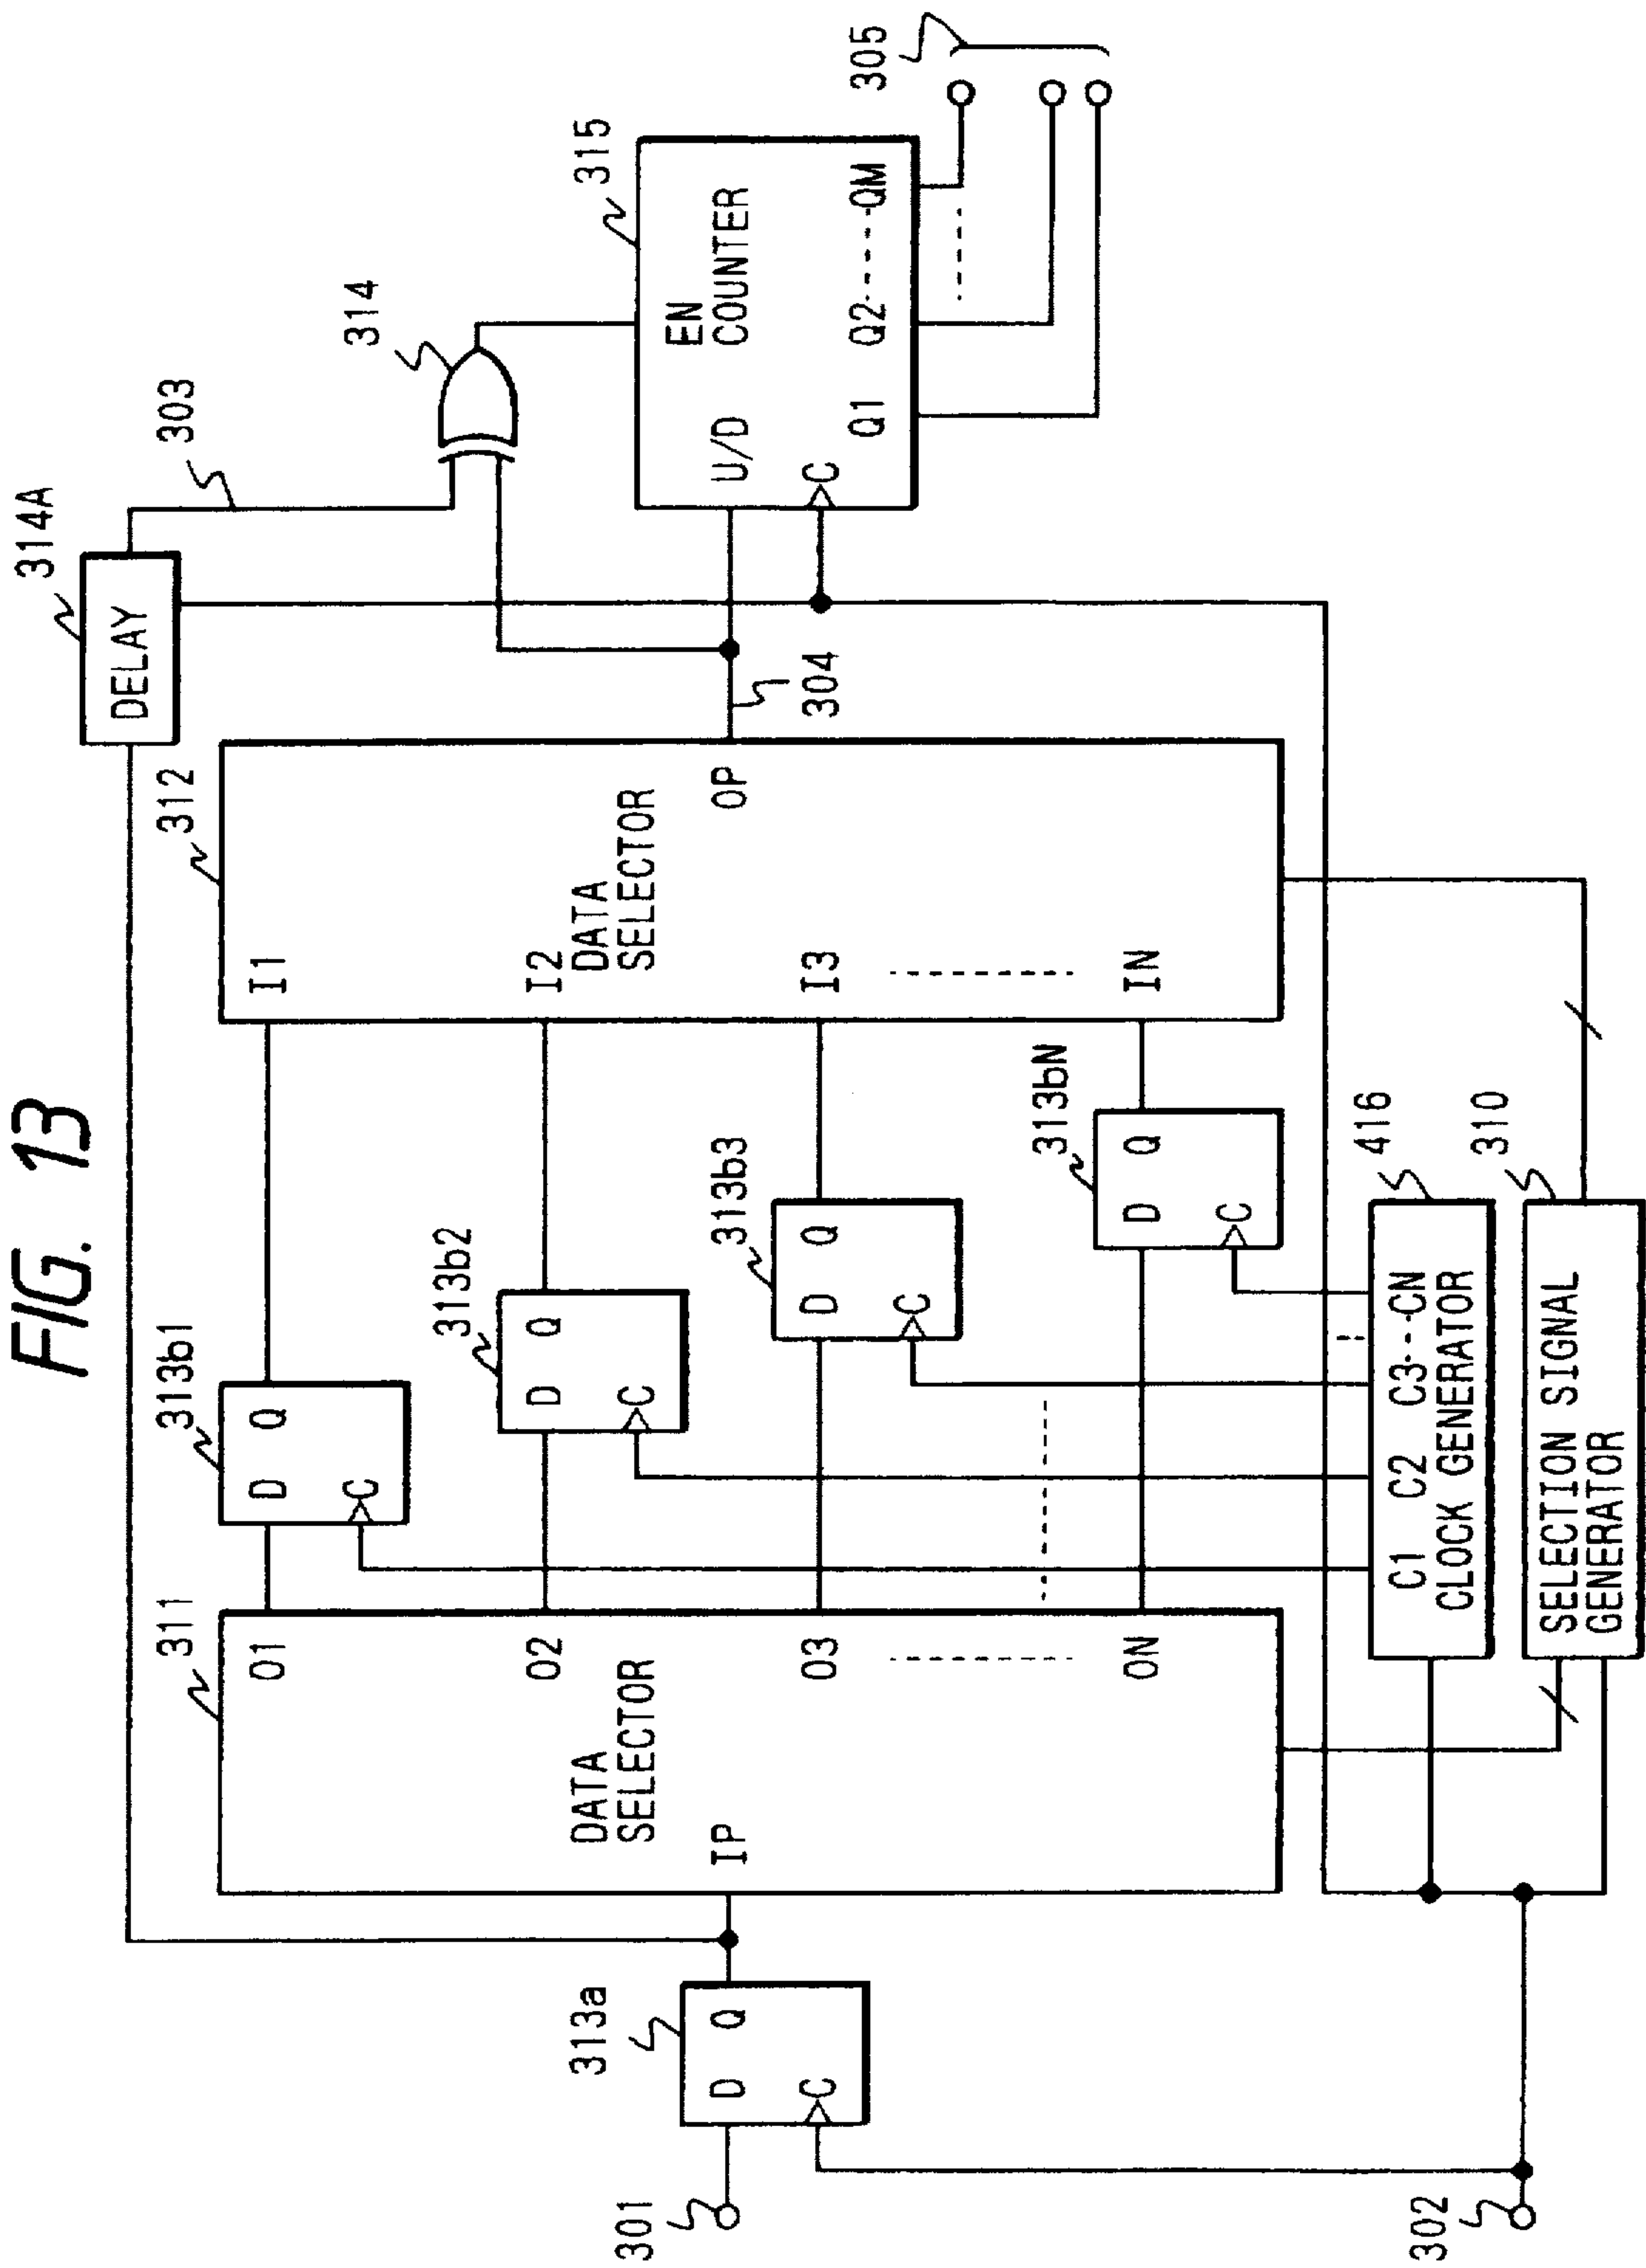 FIG. 13
301
302
313a
D Q
C
311
IP
DATA
SELECTOR
O1
O2
O3
ON
313b1
D Q
C
313b2
D Q
C
313b3
D Q
C
313bN
D Q
C
C1 C2 C3---CN
CLOCK GENERATOR
416
SELECTION SIGNAL
GENERATOR
310
312
I1
I2
DATA
SELECTOR
I3
IN
OP
304
314A
DELAY
303
314
315
EN
U/D COUNTER
C
Q1 Q2-----QM
305